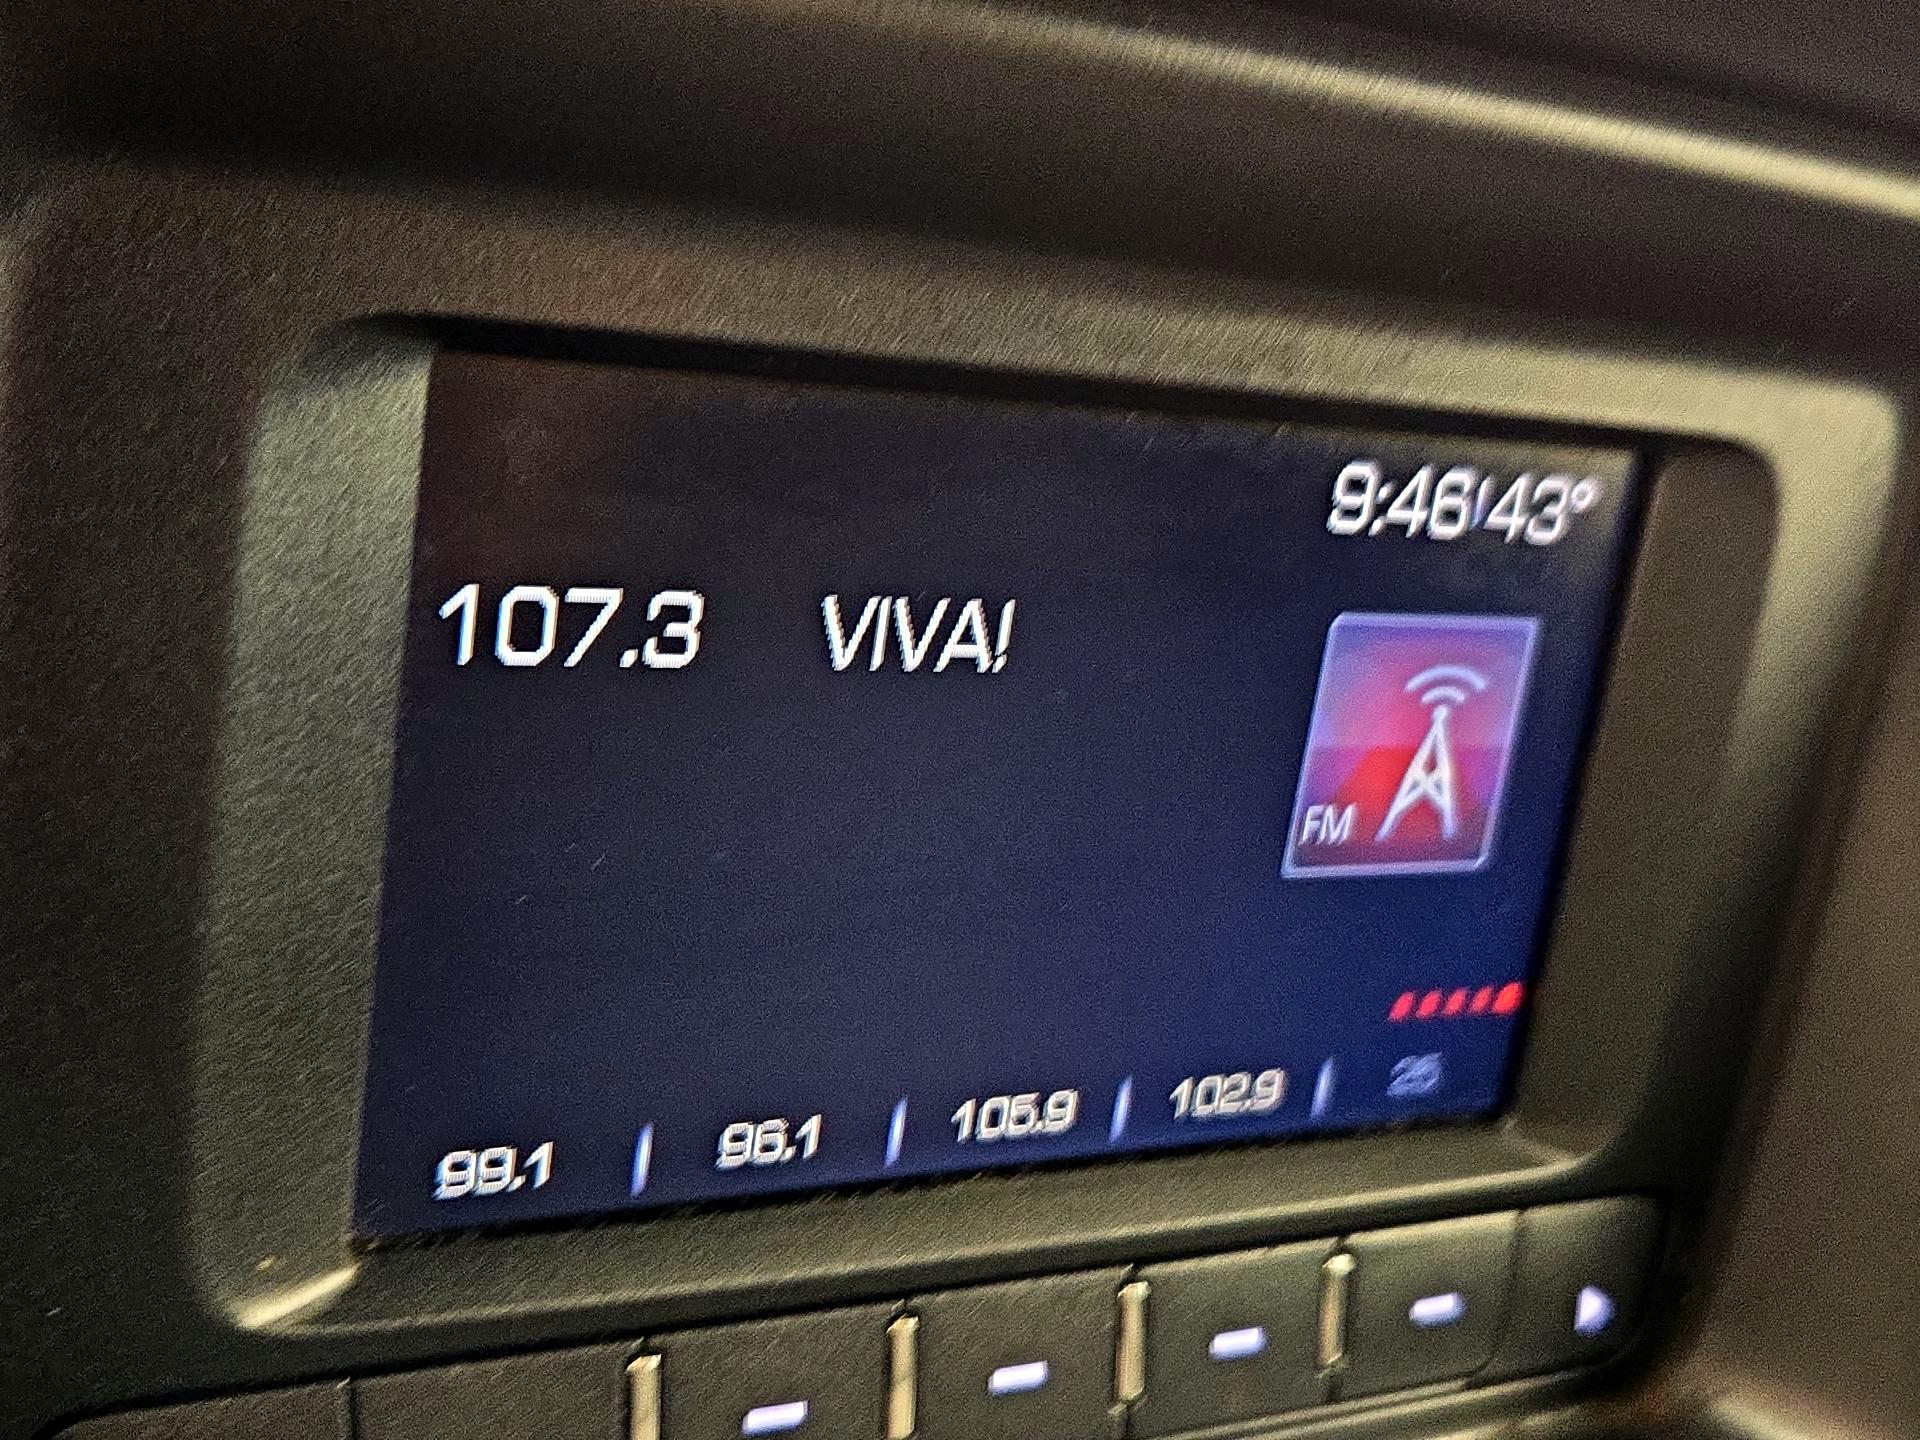 9:46 43°
107.3 VIVA!
FM
99.1 | 96.1 | 105.9 | 102.9 | 25